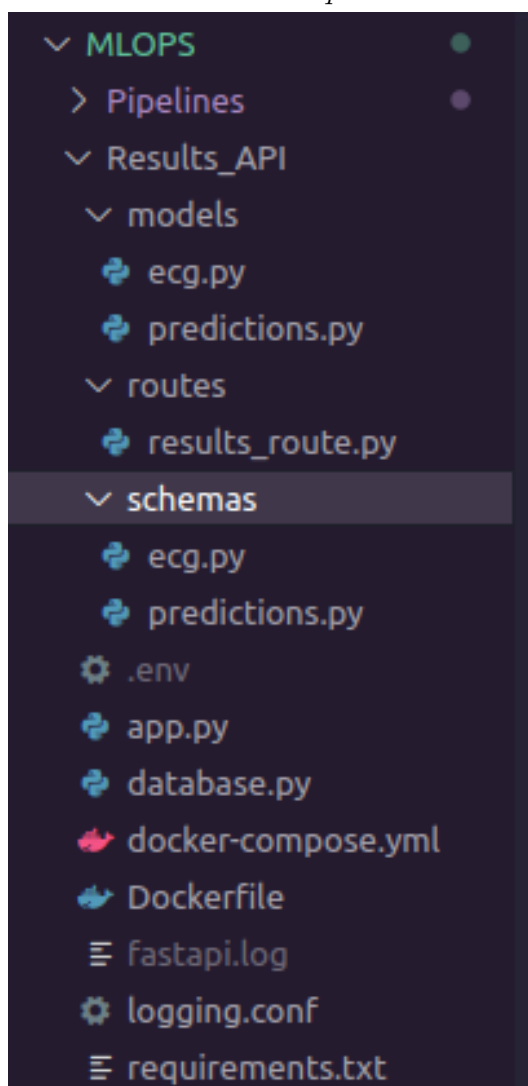 MLOPS
Pipelines
Results_API
models
ecg.py
predictions.py
routes
results_route.py
schemas
ecg.py
predictions.py
.env
app.py
database.py
docker-compose.yml
Dockerfile
fastapi.log
logging.conf
requirements.txt